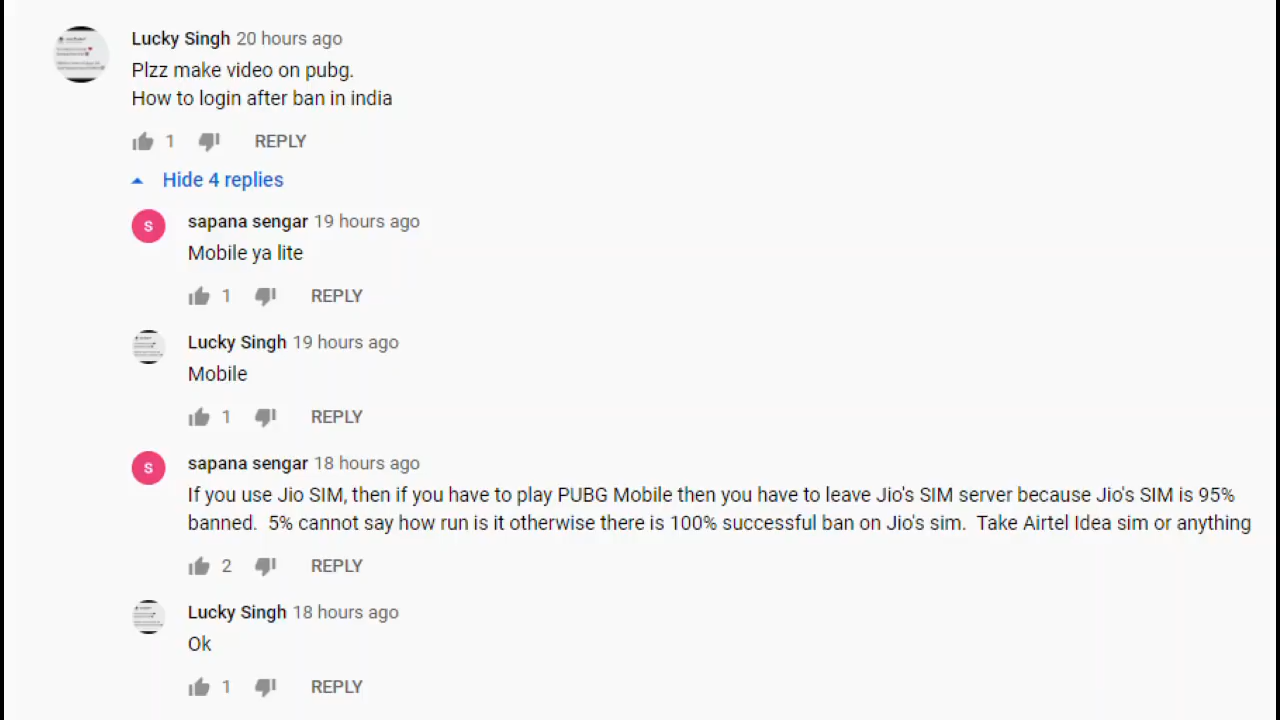 Lucky Singh 20 hours ago
Plzz make video on pubg.
How to login after ban in india
1 REPLY
Hide 4 replies
S sapana sengar 19 hours ago
Mobile ya lite
1 REPLY
Lucky Singh 19 hours ago
Mobile
1 REPLY
S sapana sengar 18 hours ago
If you use Jio SIM, then if you have to play PUBG Mobile then you have to leave Jio's SIM server because Jio's SIM is 95%
banned.  5% cannot say how run is it otherwise there is 100% successful ban on Jio's sim.  Take Airtel Idea sim or anything
2 REPLY
Lucky Singh 18 hours ago
Ok
1 REPLY